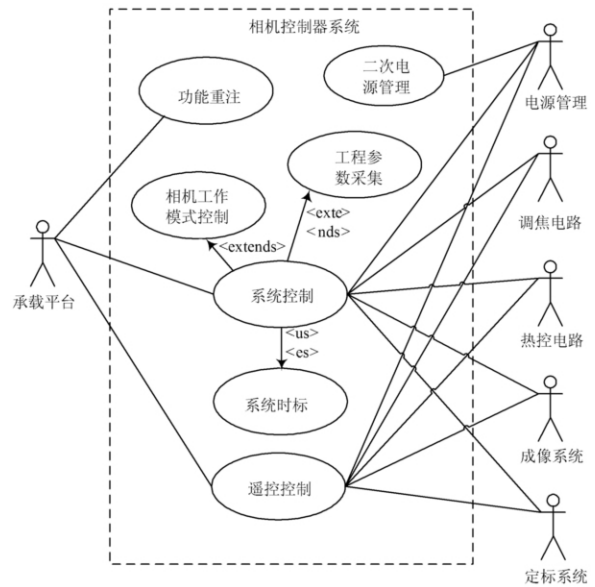 相机控制器系统
功能重注
二次电
源管理
电源管理
工程参
数采集
相机工作
模式控制
<exte>
<nds>
<extends>
调焦电路
承载平台
系统控制
热控电路
<us>
<es>
系统时标
成像系统
遥控控制
定标系统